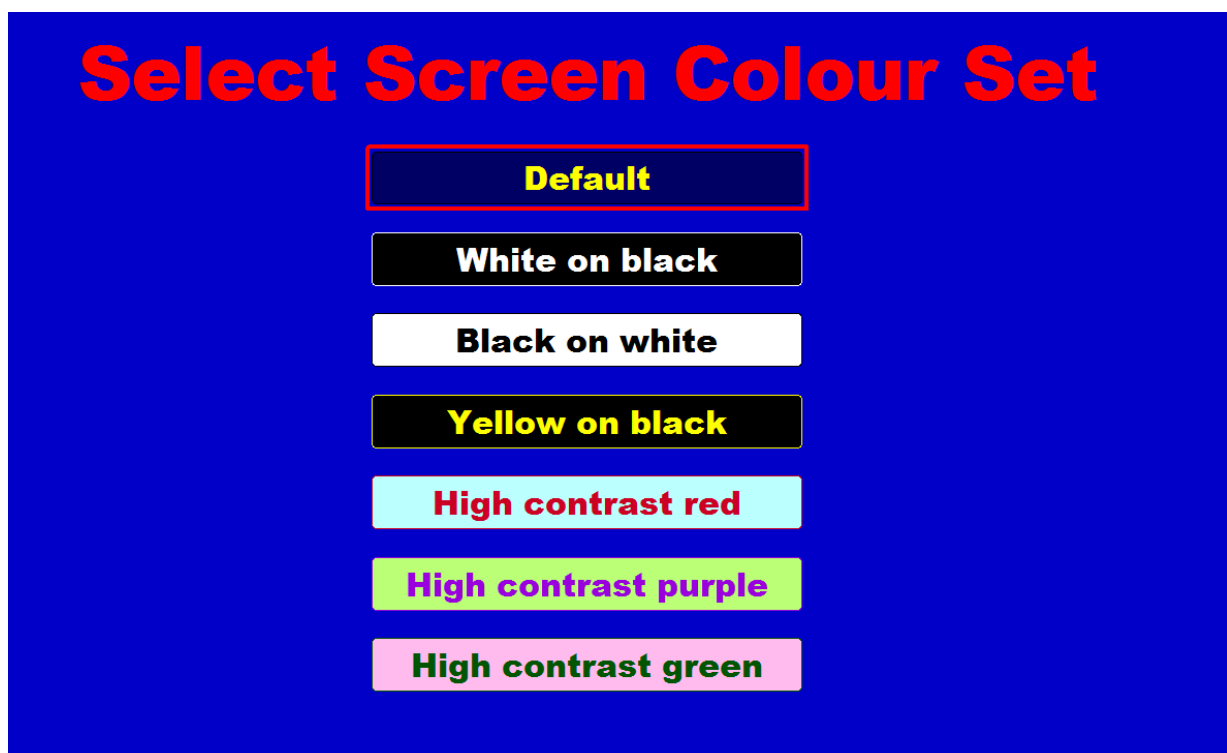 Select Screen Colour Set
Default
White on black
Black on white
Yellow on black
High contrast red
High contrast purple
High contrast green